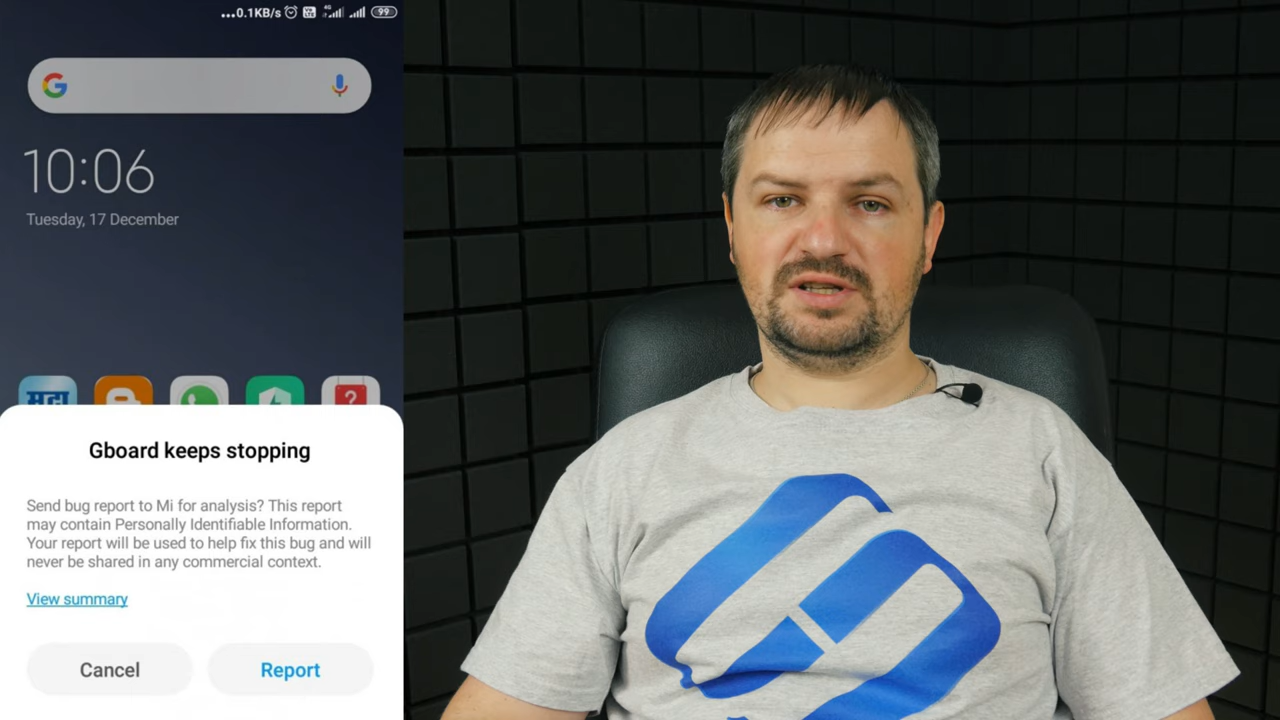 ...0.1KB/s
4G
99
10:06
Tuesday, 17 December
Gboard keeps stopping
Send bug report to Mi for analysis? This report
may contain Personally Identifiable Information.
Your report will be used to help fix this bug and will
never be shared in any commercial context.
View summary
Cancel
Report